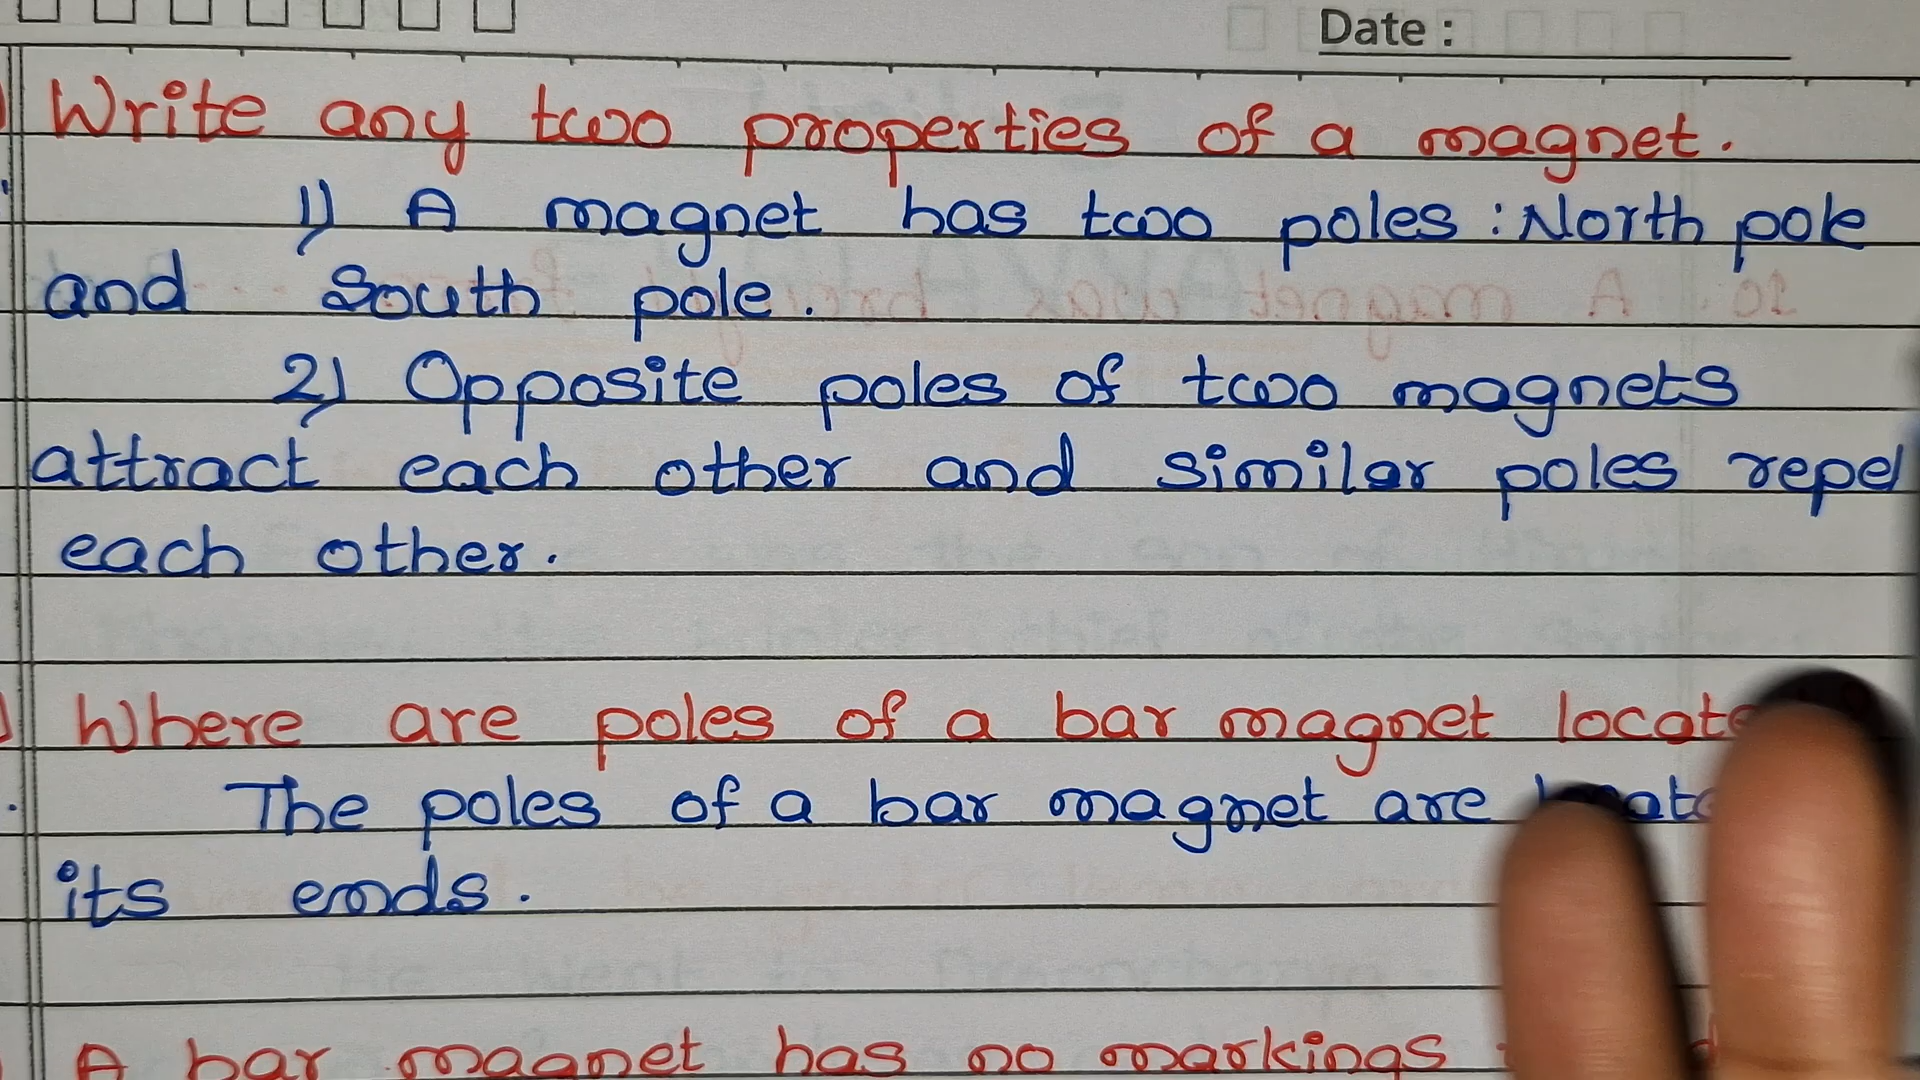 Date :
Write any two properties of a magnet.
1) A magnet has two poles : North pole
and South pole.
2) Opposite poles of two magnets
attract each other and similar poles repel
each other.
Where are poles of a bar magnet
The poles of a bar magnet are
its ends.
A bar magnet has no markings